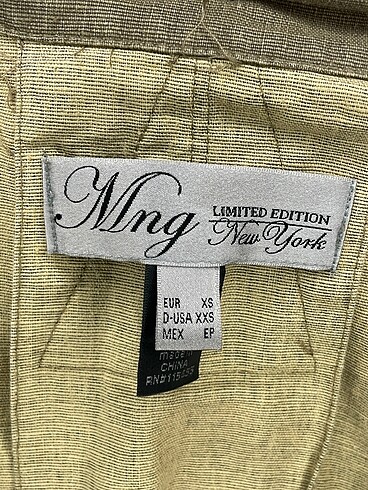 Mng
LIMITED EDITION
New York
EUR XS
D-USA XXS
MEX EP
made in
CHINA